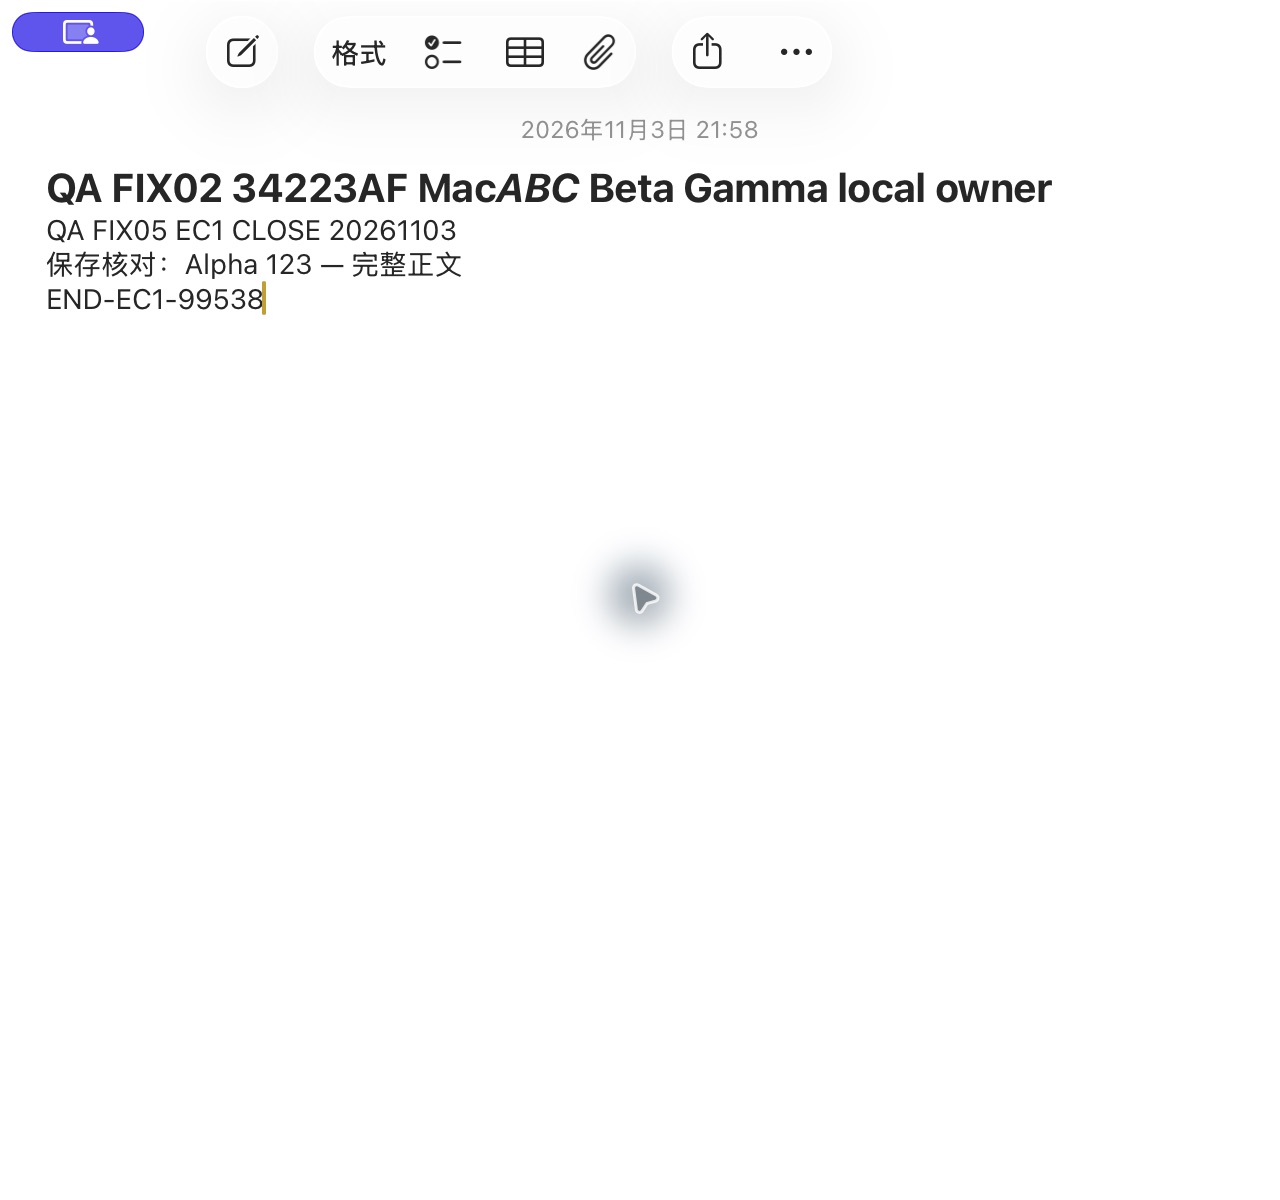 格式
2026年11月3日 21:58
QA FIX02 34223AF MacABC Beta Gamma local owner
QA FIX05 EC1 CLOSE 20261103
保存核对：Alpha 123 — 完整正文
END-EC1-99538